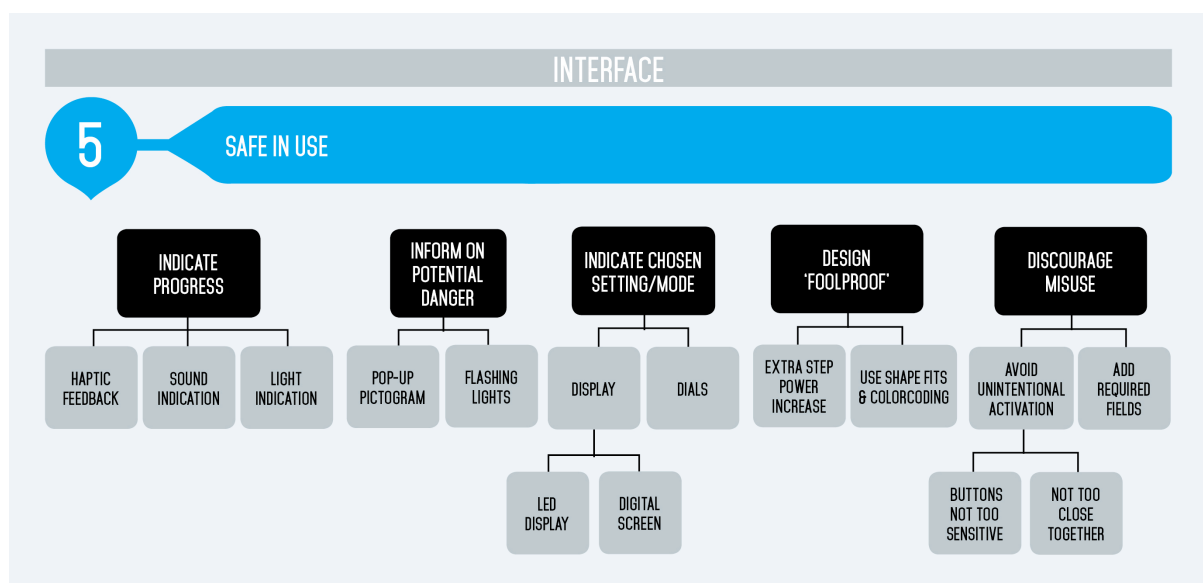 INTERFACE
5
SAFE IN USE
INDICATE
PROGRESS
INFORM ON
POTENTIAL
DANGER
INDICATE CHOSEN
SETTING/MODE
DESIGN
'FOOLPROOF'
DISCOURAGE
MISUSE
HAPTIC
FEEDBACK
SOUND
INDICATION
LIGHT
INDICATION
POP-UP
PICTOGRAM
FLASHING
LIGHTS
DISPLAY
DIALS
EXTRA STEP
POWER
INCREASE
USE SHAPE FITS
& COLORCODING
AVOID
UNINTENTIONAL
ACTIVATION
ADD
REQUIRED
FIELDS
LED
DISPLAY
DIGITAL
SCREEN
BUTTONS
NOT TOO
SENSITIVE
NOT TOO
CLOSE
TOGETHER